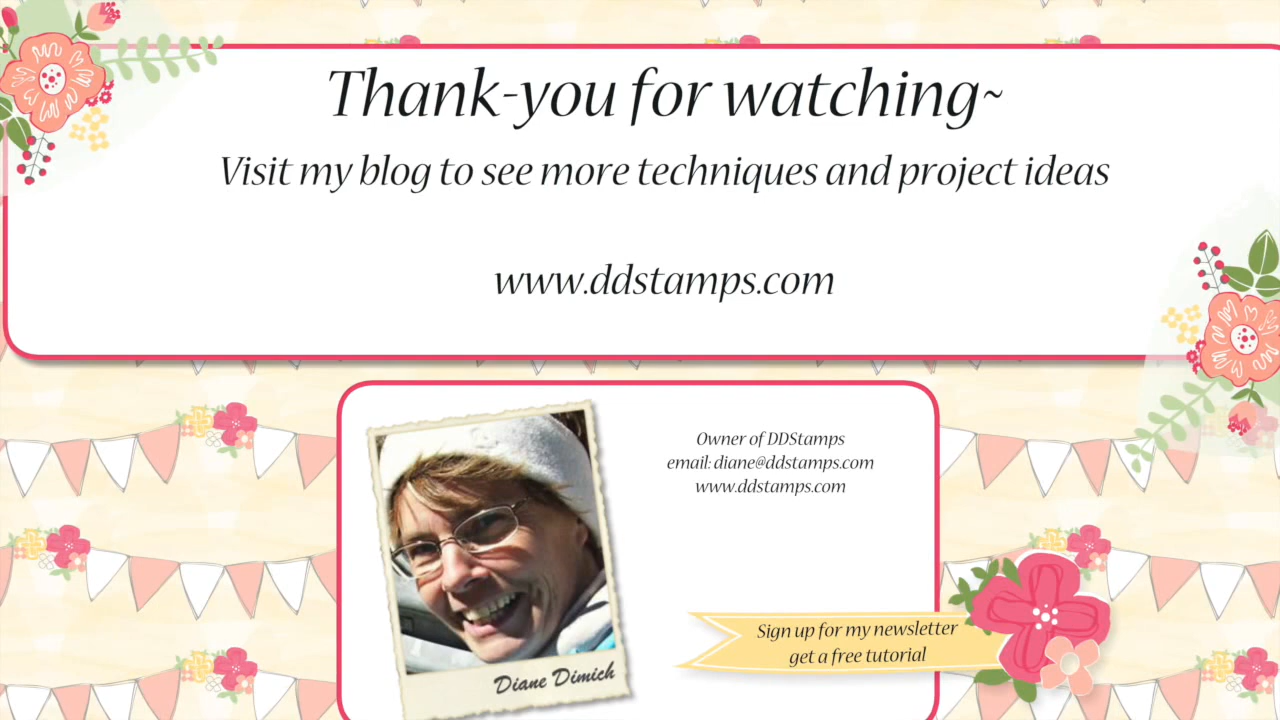 Thank-you for watching~
Visit my blog to see more techniques and project ideas
www.ddstamps.com
Owner of DDStamps
email: diane@ddstamps.com
www.ddstamps.com
Sign up for my newsletter
get a free tutorial
Diane Dimich